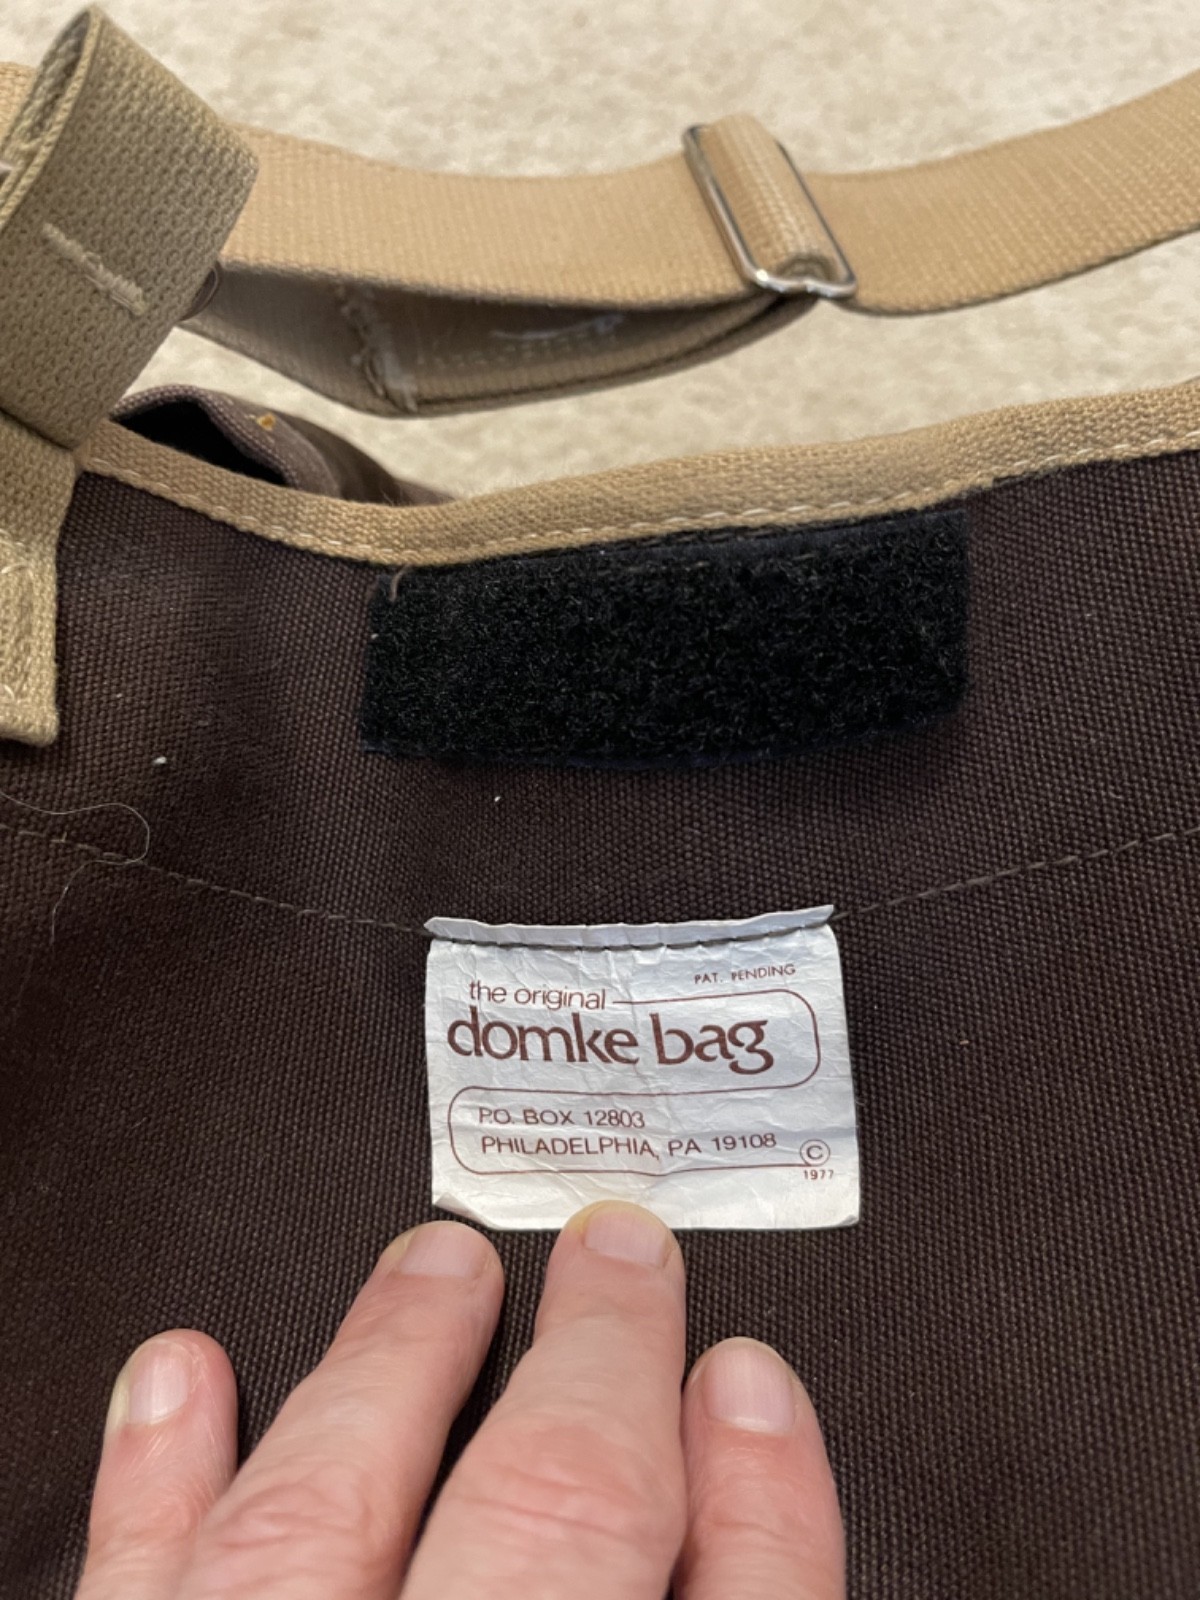 PAT. PENDING
the original
domke bag
P.O. BOX 12803
PHILADELPHIA, PA 19108
©
1977